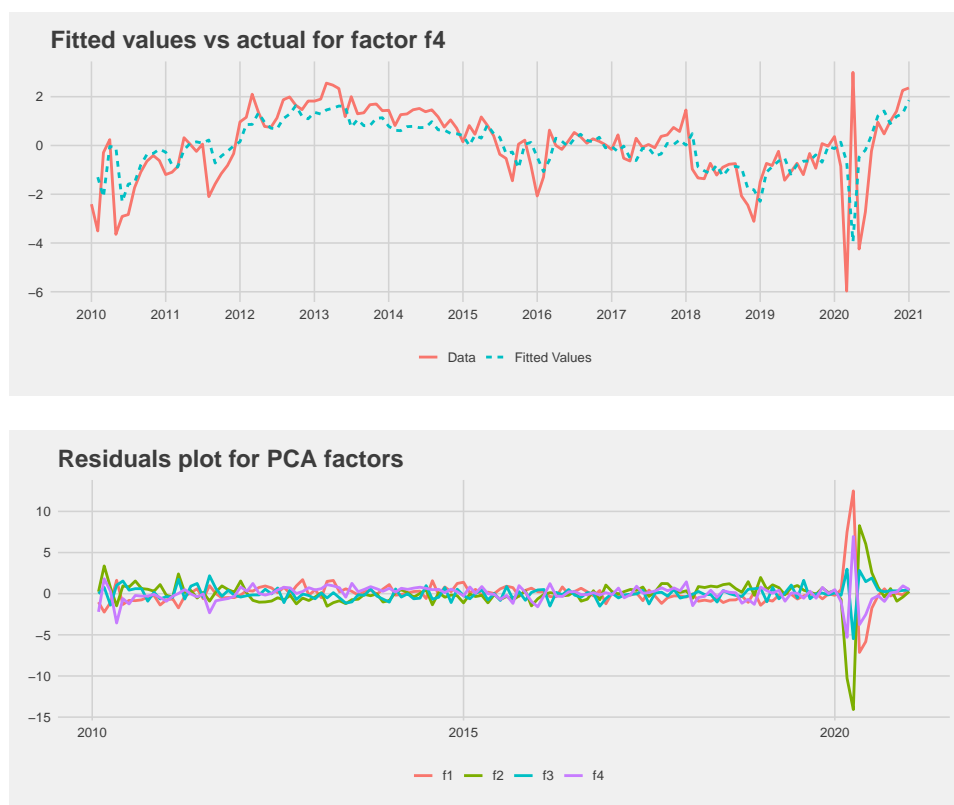 Fitted values vs actual for factor f4
2
0
−2
−4
−6
2010 2011 2012 2013 2014 2015 2016 2017 2018 2019 2020 2021
Data Fitted Values
Residuals plot for PCA factors
10
5
0
−5
−10
−15
2010 2015 2020
f1 f2 f3 f4